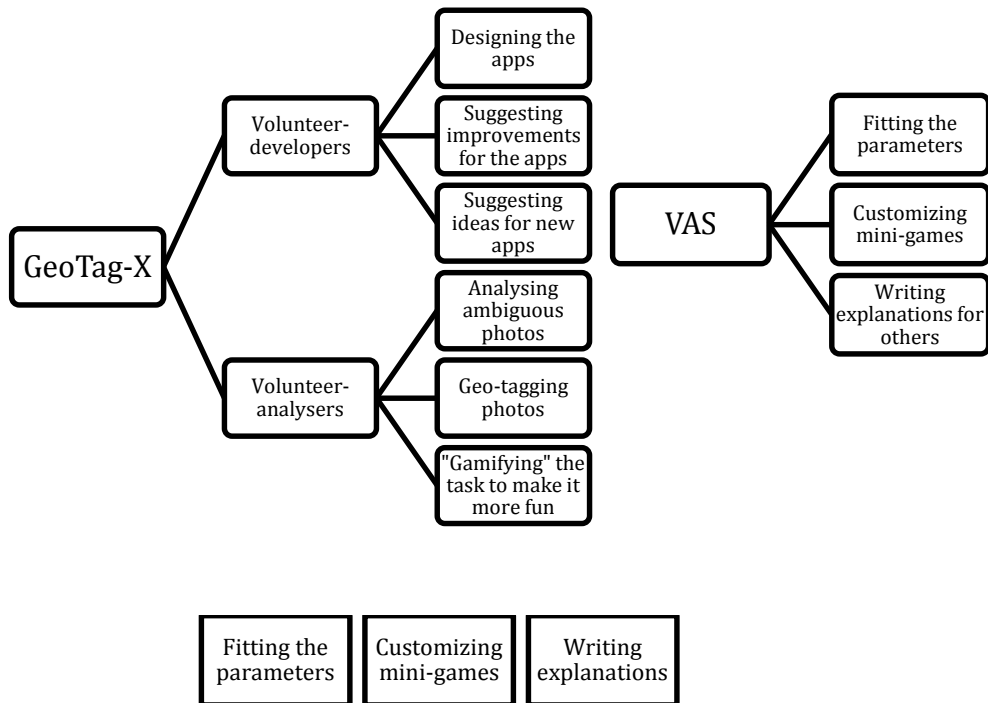 GeoTag-X
Volunteer-
developers
Designing the
apps
Suggesting
improvements
for the apps
Suggesting
ideas for new
apps
Volunteer-
analysers
Analysing
ambiguous
photos
Geo-tagging
photos
"Gamifying" the
task to make it
more fun
VAS
Fitting the
parameters
Customizing
mini-games
Writing
explanations for
others
Fitting the
parameters
Customizing
mini-games
Writing
explanations